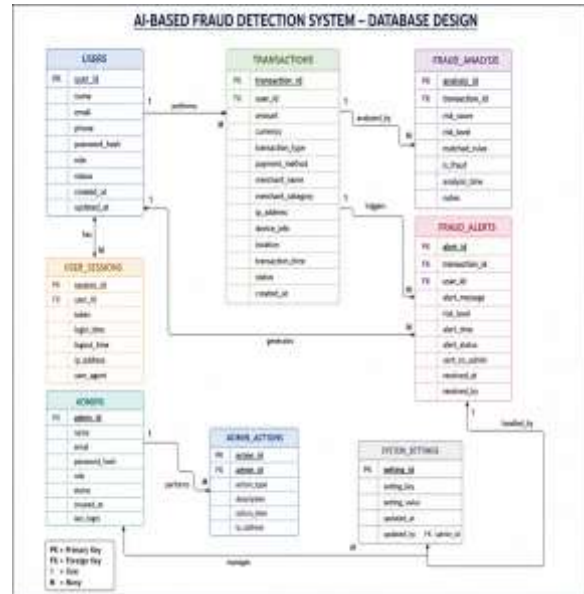 AI-BASED FRAUD DETECTION SYSTEM – DATABASE DESIGN
USERS
PK user_id
name
email
phone
password_hash
role
status
created_at
updated_at
1
performs
M
TRANSACTIONS
PK transaction_id
FK user_id
amount
currency
transaction_type
payment_method
merchant_name
merchant_category
ip_address
device_info
location
transaction_time
status
created_at
1
analyzed_by
M
FRAUD_ANALYSIS
PK analysis_id
FK transaction_id
risk_score
risk_level
matched_rules
is_fraud
analysis_time
notes
1
triggers
M
FRAUD_ALERTS
PK alert_id
FK transaction_id
FK user_id
alert_message
risk_level
alert_time
alert_status
resolved_at
resolved_by
1
generates
M
has
M
USER_SESSIONS
PK session_id
FK user_id
token
login_time
logout_time
ip_address
user_agent
ADMINS
PK admin_id
name
email
password_hash
role
status
created_at
last_login
1
performs
M
ADMIN_ACTIONS
PK action_id
FK admin_id
action_type
description
action_time
ip_address
SYSTEM_SETTINGS
PK setting_id
setting_key
setting_value
updated_at
updated_by FK admin_id
1
handled_by
M
manages
PK = Primary Key
FK = Foreign Key
1 = One
M = Many